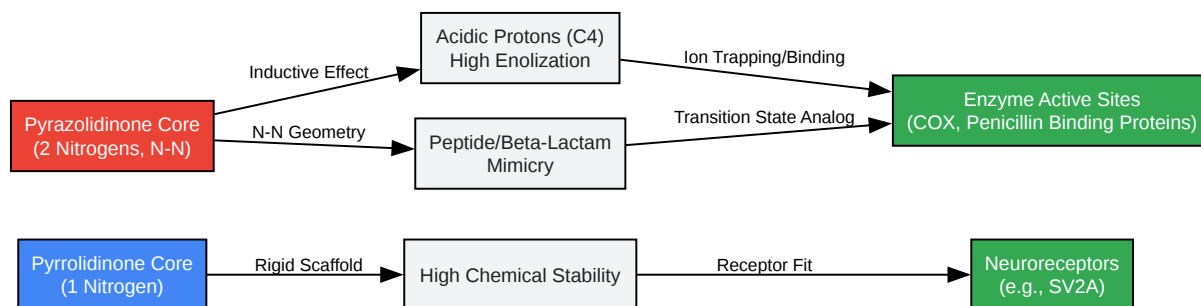 Acidic Protons (C4)
High Enolization
Inductive Effect
Ion Trapping/Binding
Pyrazolidinone Core
(2 Nitrogens, N-N)
Enzyme Active Sites
(COX, Penicillin Binding Proteins)
N-N Geometry
Transition State Analog
Peptide/Beta-Lactam
Mimicry
Pyrrolidinone Core
(1 Nitrogen)
Rigid Scaffold
High Chemical Stability
Receptor Fit
Neuroreceptors
(e.g., SV2A)